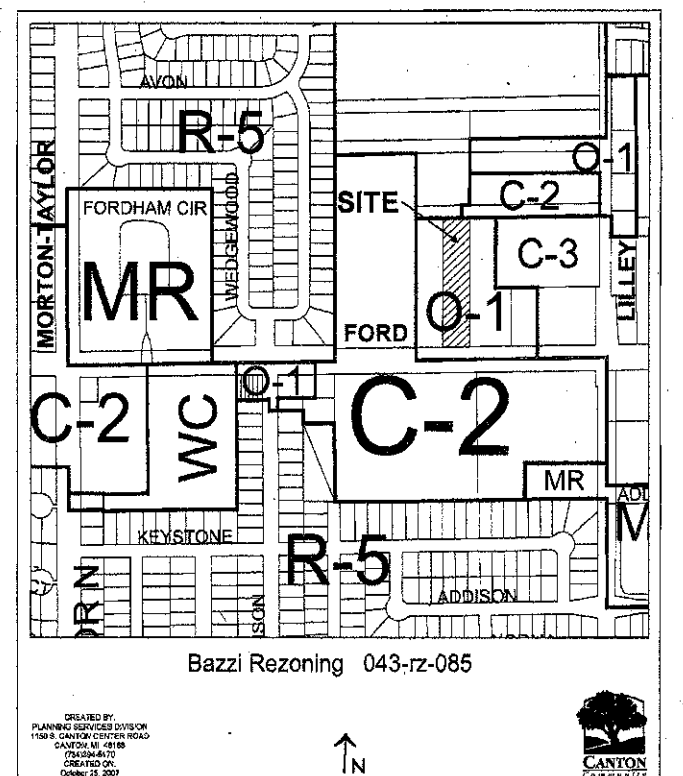 AVON
R-5
MORTON-TAYLOR
FORDHAM CIR
WEDGEWOOD
MR
SITE
O-1
C-2
C-3
O-1
LILLEY
FORD
C-2
WC
O-1
C-2
MR
KEYSTONE
R-5
ADDISON
Bazzi Rezoning 043-rz-085
CREATED BY:
PLANNING SERVICES DIVISION
1150 S. CANTON CENTER ROAD
CANTON, MI 48188
CREATED ON:
October 25, 2007
N
CANTON